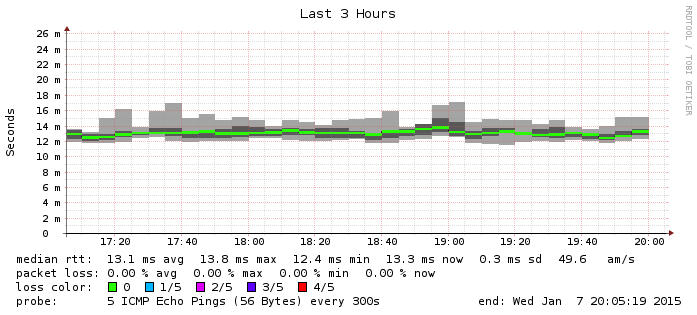 Last 3 Hours
RRDTOOL / TOBI OETIKER
Seconds
26 m
24 m
22 m
20 m
18 m
16 m
14 m
12 m
10 m
8 m
6 m
4 m
2 m
0
17:20 17:40 18:00 18:20 18:40 19:00 19:20 19:40 20:00
median rtt: 13.1 ms avg 13.8 ms max 12.4 ms min 13.3 ms now 0.3 ms sd 49.6 am/s
packet loss: 0.00 % avg 0.00 % max 0.00 % min 0.00 % now
loss color: 0 1/5 2/5 3/5 4/5
probe: 5 ICMP Echo Pings (56 Bytes) every 300s end: Wed Jan 7 20:05:19 2015